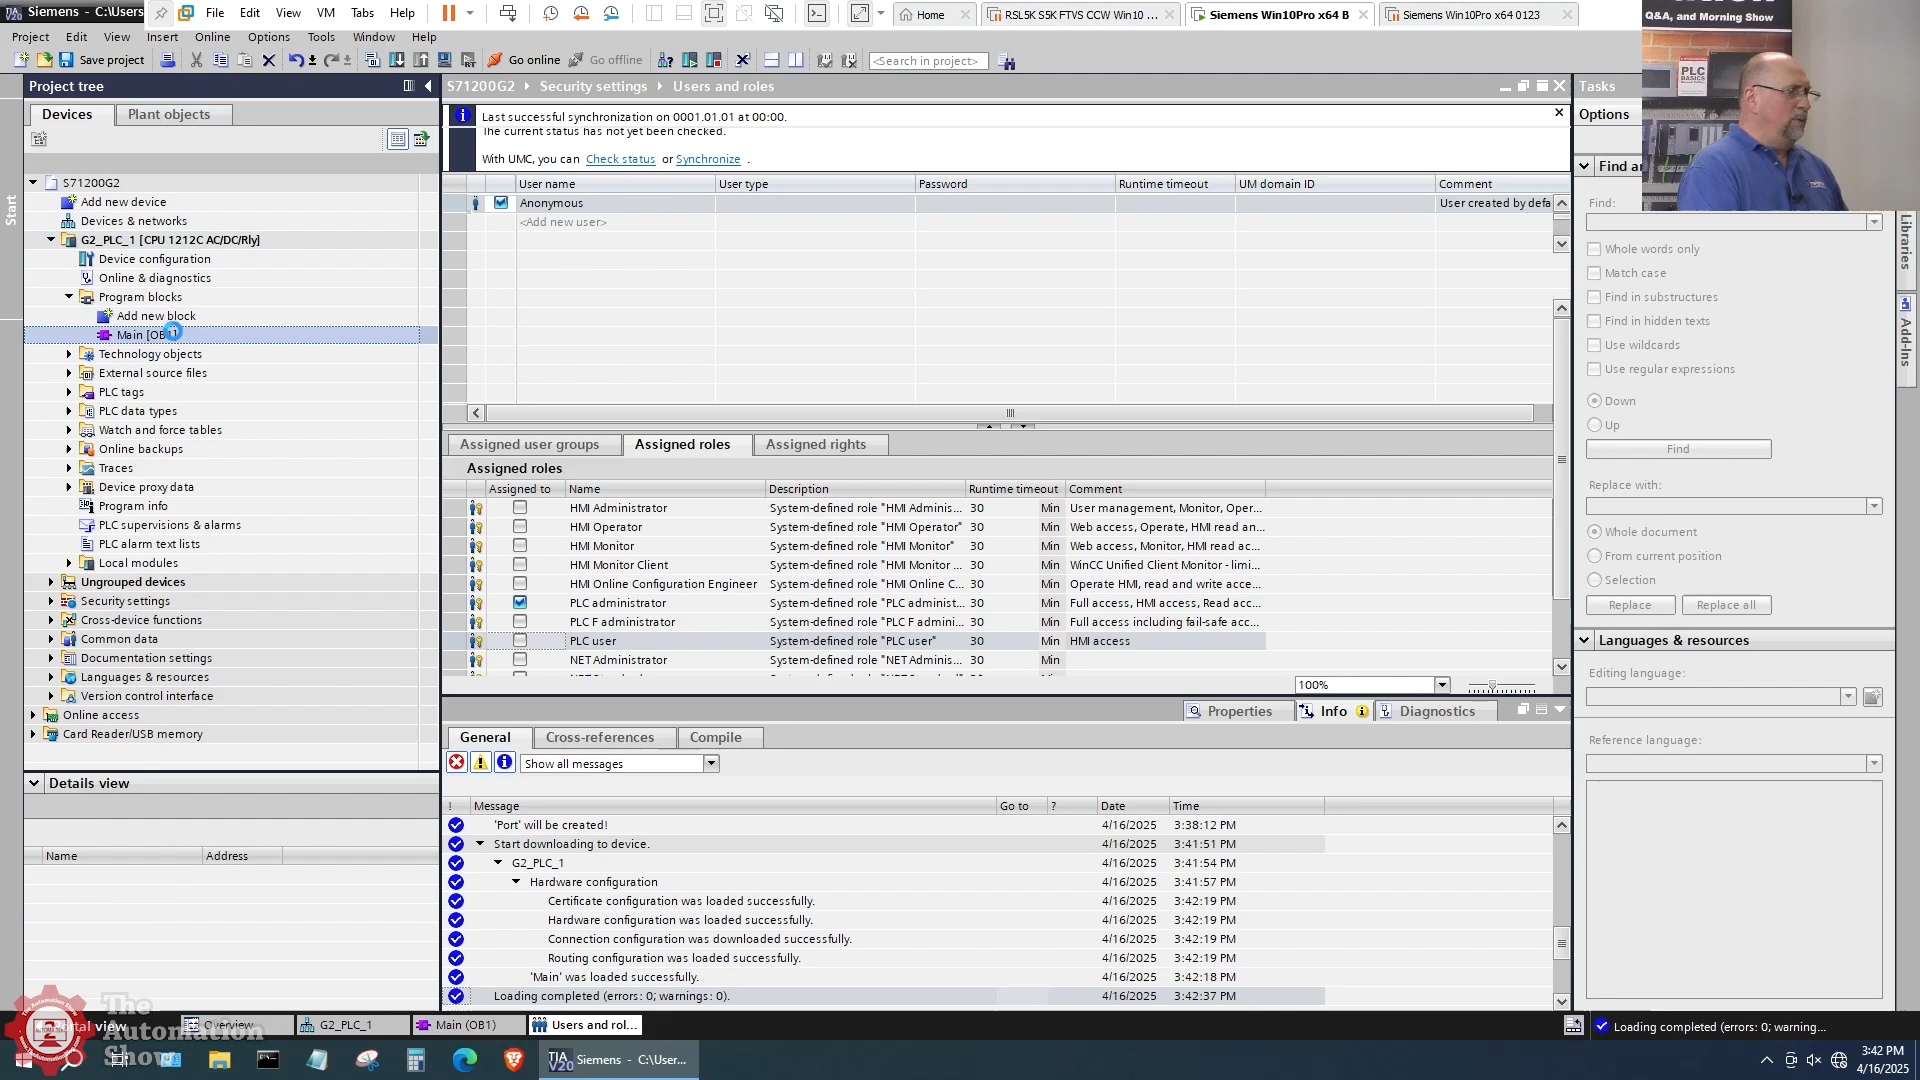 Siemens - C:\Users
File Edit View VM Tabs Help
Home
RSL5K S5K FTVS CCW Win10 ...
Siemens Win10Pro x64 B
Siemens Win10Pro x64 0123
Q&A, and Morning Show
PLC
BASICS
Project Edit View Insert Online Options Tools Window Help
Save project
Go online
Go offline
<Search in project>
Start
Project tree
Devices
Plant objects
S71200G2
Add new device
Devices & networks
G2_PLC_1 [CPU 1212C AC/DC/Rly]
Device configuration
Online & diagnostics
Program blocks
Add new block
Main [OB1]
Technology objects
External source files
PLC tags
PLC data types
Watch and force tables
Online backups
Traces
Device proxy data
Program info
PLC supervisions & alarms
PLC alarm text lists
Local modules
Ungrouped devices
Security settings
Cross-device functions
Common data
Documentation settings
Languages & resources
Version control interface
Online access
Card Reader/USB memory
Details view
Name Address
S71200G2 Security settings Users and roles
Last successful synchronization on 0001.01.01 at 00:00.
The current status has not yet been checked.
With UMC, you can Check status or Synchronize .
User name User type Password Runtime timeout UM domain ID Comment
Anonymous User created by defa
<Add new user>
Assigned user groups Assigned roles Assigned rights
Assigned roles
Assigned to Name Description Runtime timeout Comment
HMI Administrator System-defined role "HMI Adminis... 30 Min User management, Monitor, Oper...
HMI Operator System-defined role "HMI Operator" 30 Min Web access, Operate, HMI read an...
HMI Monitor System-defined role "HMI Monitor" 30 Min Web access, Monitor, HMI read ac...
HMI Monitor Client System-defined role "HMI Monitor ... 30 Min WinCC Unified Client Monitor - limi...
HMI Online Configuration Engineer System-defined role "HMI Online C... 30 Min Operate HMI, read and write acce...
PLC administrator System-defined role "PLC administ... 30 Min Full access, HMI access, Read acc...
PLC F administrator System-defined role "PLC F admini... 30 Min Full access including fail-safe acc...
PLC user System-defined role "PLC user" 30 Min HMI access
NET Administrator System-defined role "NET Adminis... 30 Min
100%
Properties Info Diagnostics
General Cross-references Compile
Show all messages
! Message Go to ? Date Time
'Port' will be created! 4/16/2025 3:38:12 PM
Start downloading to device. 4/16/2025 3:41:51 PM
G2_PLC_1 4/16/2025 3:41:54 PM
Hardware configuration 4/16/2025 3:41:57 PM
Certificate configuration was loaded successfully. 4/16/2025 3:42:19 PM
Hardware configuration was loaded successfully. 4/16/2025 3:42:19 PM
Connection configuration was downloaded successfully. 4/16/2025 3:42:19 PM
Routing configuration was loaded successfully. 4/16/2025 3:42:19 PM
'Main' was loaded successfully. 4/16/2025 3:42:18 PM
Loading completed (errors: 0; warnings: 0). 4/16/2025 3:42:37 PM
Tasks
Options
Find:
Whole words only
Match case
Find in substructures
Find in hidden texts
Use wildcards
Use regular expressions
Down
Up
Find
Replace with:
Whole document
From current position
Selection
Replace Replace all
Languages & resources
Editing language:
Reference language:
Libraries
Add-Ins
The
Automation
Show
Portal view
Overview
G2_PLC_1
Main (OB1)
Users and rol...
Loading completed (errors: 0; warning...
TIA
V20
Siemens - C:\User...
3:42 PM
4/16/2025